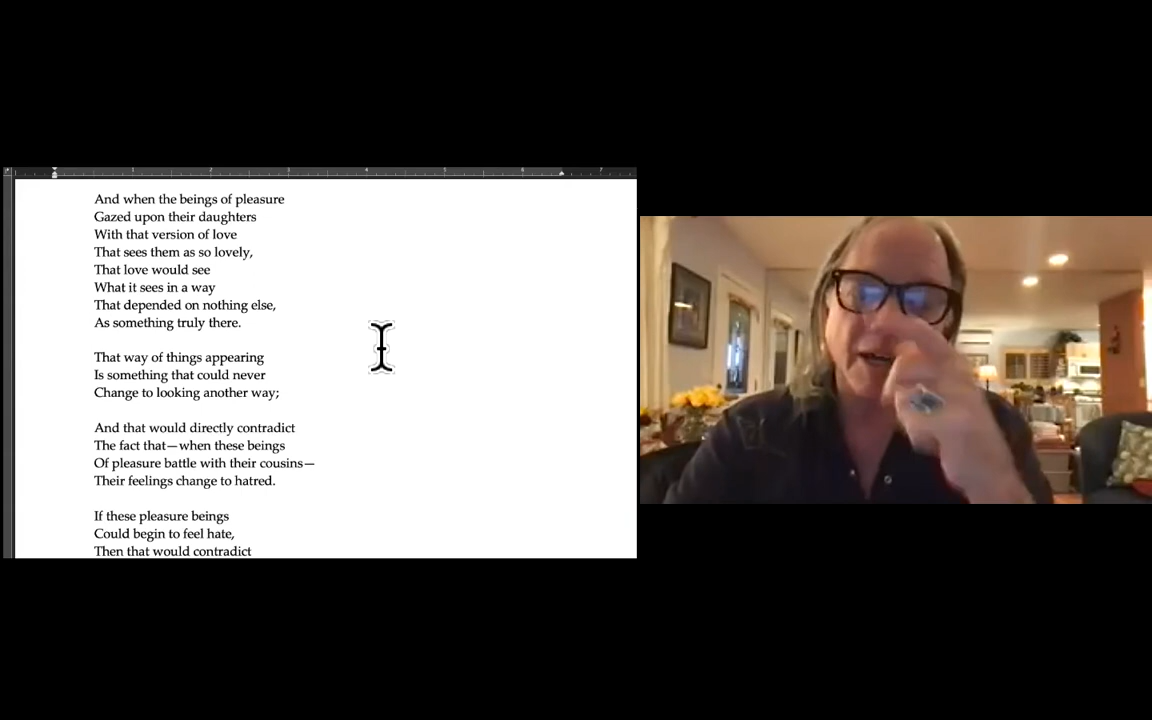 And when the beings of pleasure
Gazed upon their daughters
With that version of love
That sees them as so lovely,
That love would see
What it sees in a way
That depended on nothing else,
As something truly there.
That way of things appearing
Is something that could never
Change to looking another way;
And that would directly contradict
The fact that—when these beings
Of pleasure battle with their cousins—
Their feelings change to hatred.
If these pleasure beings
Could begin to feel hate,
Then that would contradict